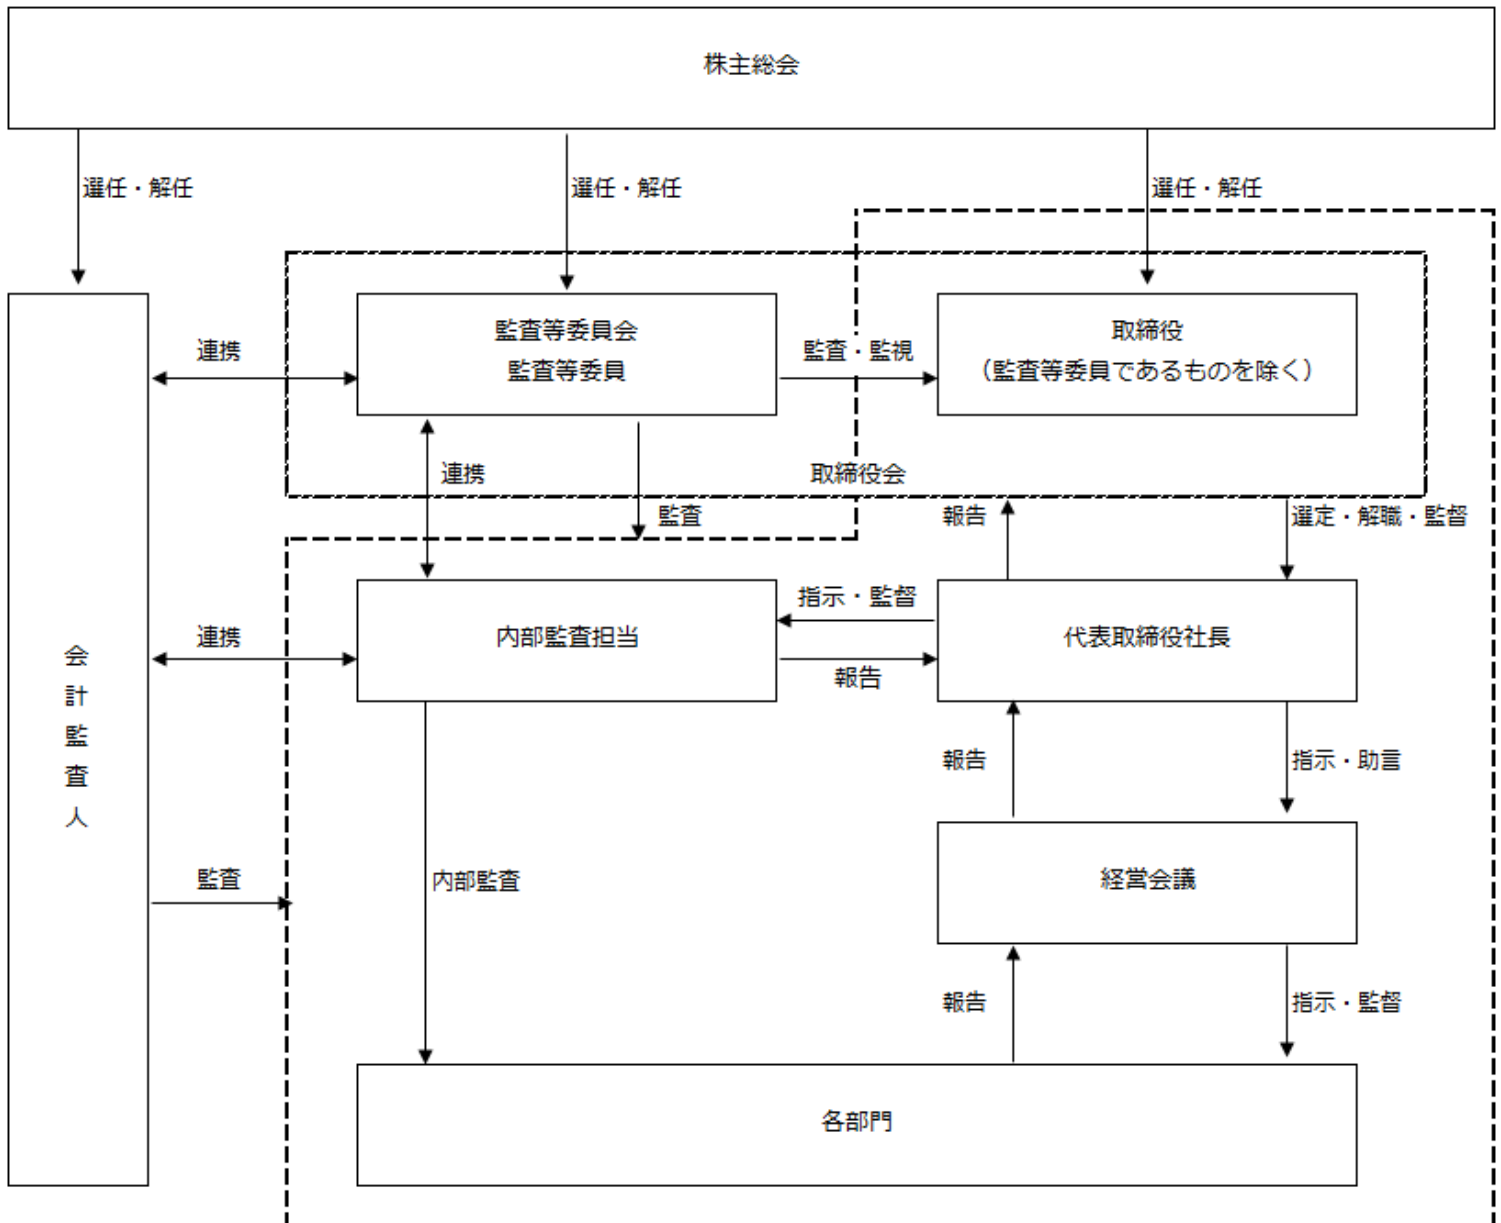 株主総会
選任・解任
選任・解任
選任・解任
監査等委員会
監査等委員
取締役
（監査等委員であるものを除く）
連携
監査・監視
連携
取締役会
監査
報告
選定・解職・監督
内部監査担当
指示・監督
代表取締役社長
連携
報告
会
計
監
査
人
報告
指示・助言
監査
内部監査
経営会議
報告
指示・監督
各部門